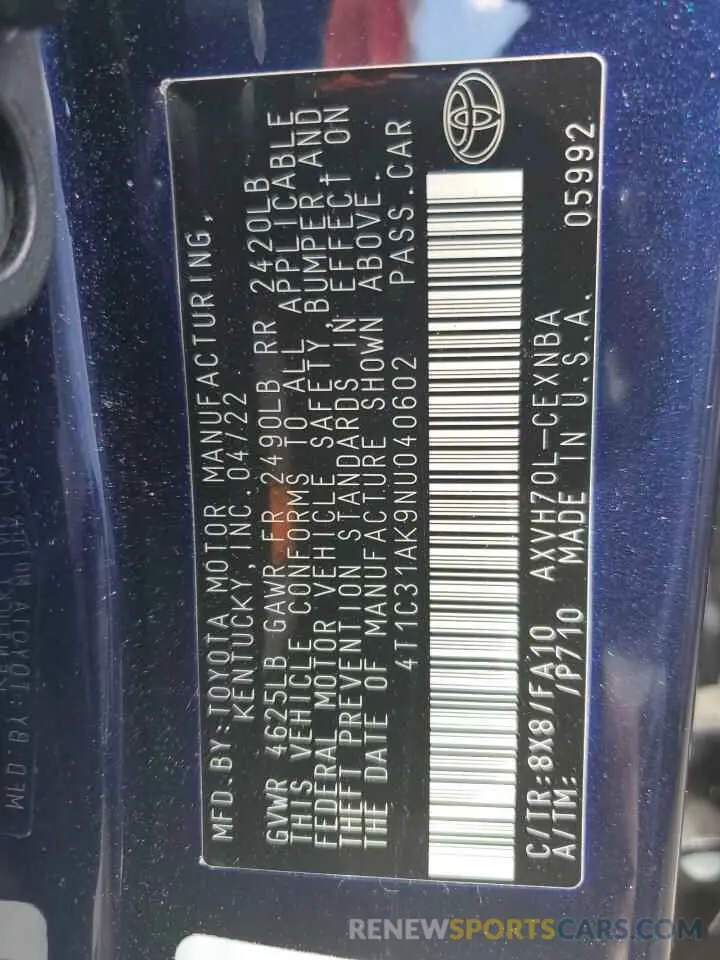 MFD.BY:TOYOTA MOTOR MANUFACTURING,
KENTUCKY,INC.04/22
GVWR 4625LB GAWR FR 2490LB RR 2420LB
THIS VEHICLE CONFORMS TO ALL APPLICABLE
FEDERAL MOTOR VEHICLE SAFETY,BUMPER AND
THEFT PREVENTION STANDARDS IN EFFECT ON
THE DATE OF MANUFACTURE SHOWN ABOVE.
4T1C31AK9NU040602 PASS.CAR
C/TR:8X8/FA10 AXVH70L-CEXNBA
A/TM: /P710 MADE IN U.S.A. 05992
RENEWSPORTSCARS.COM